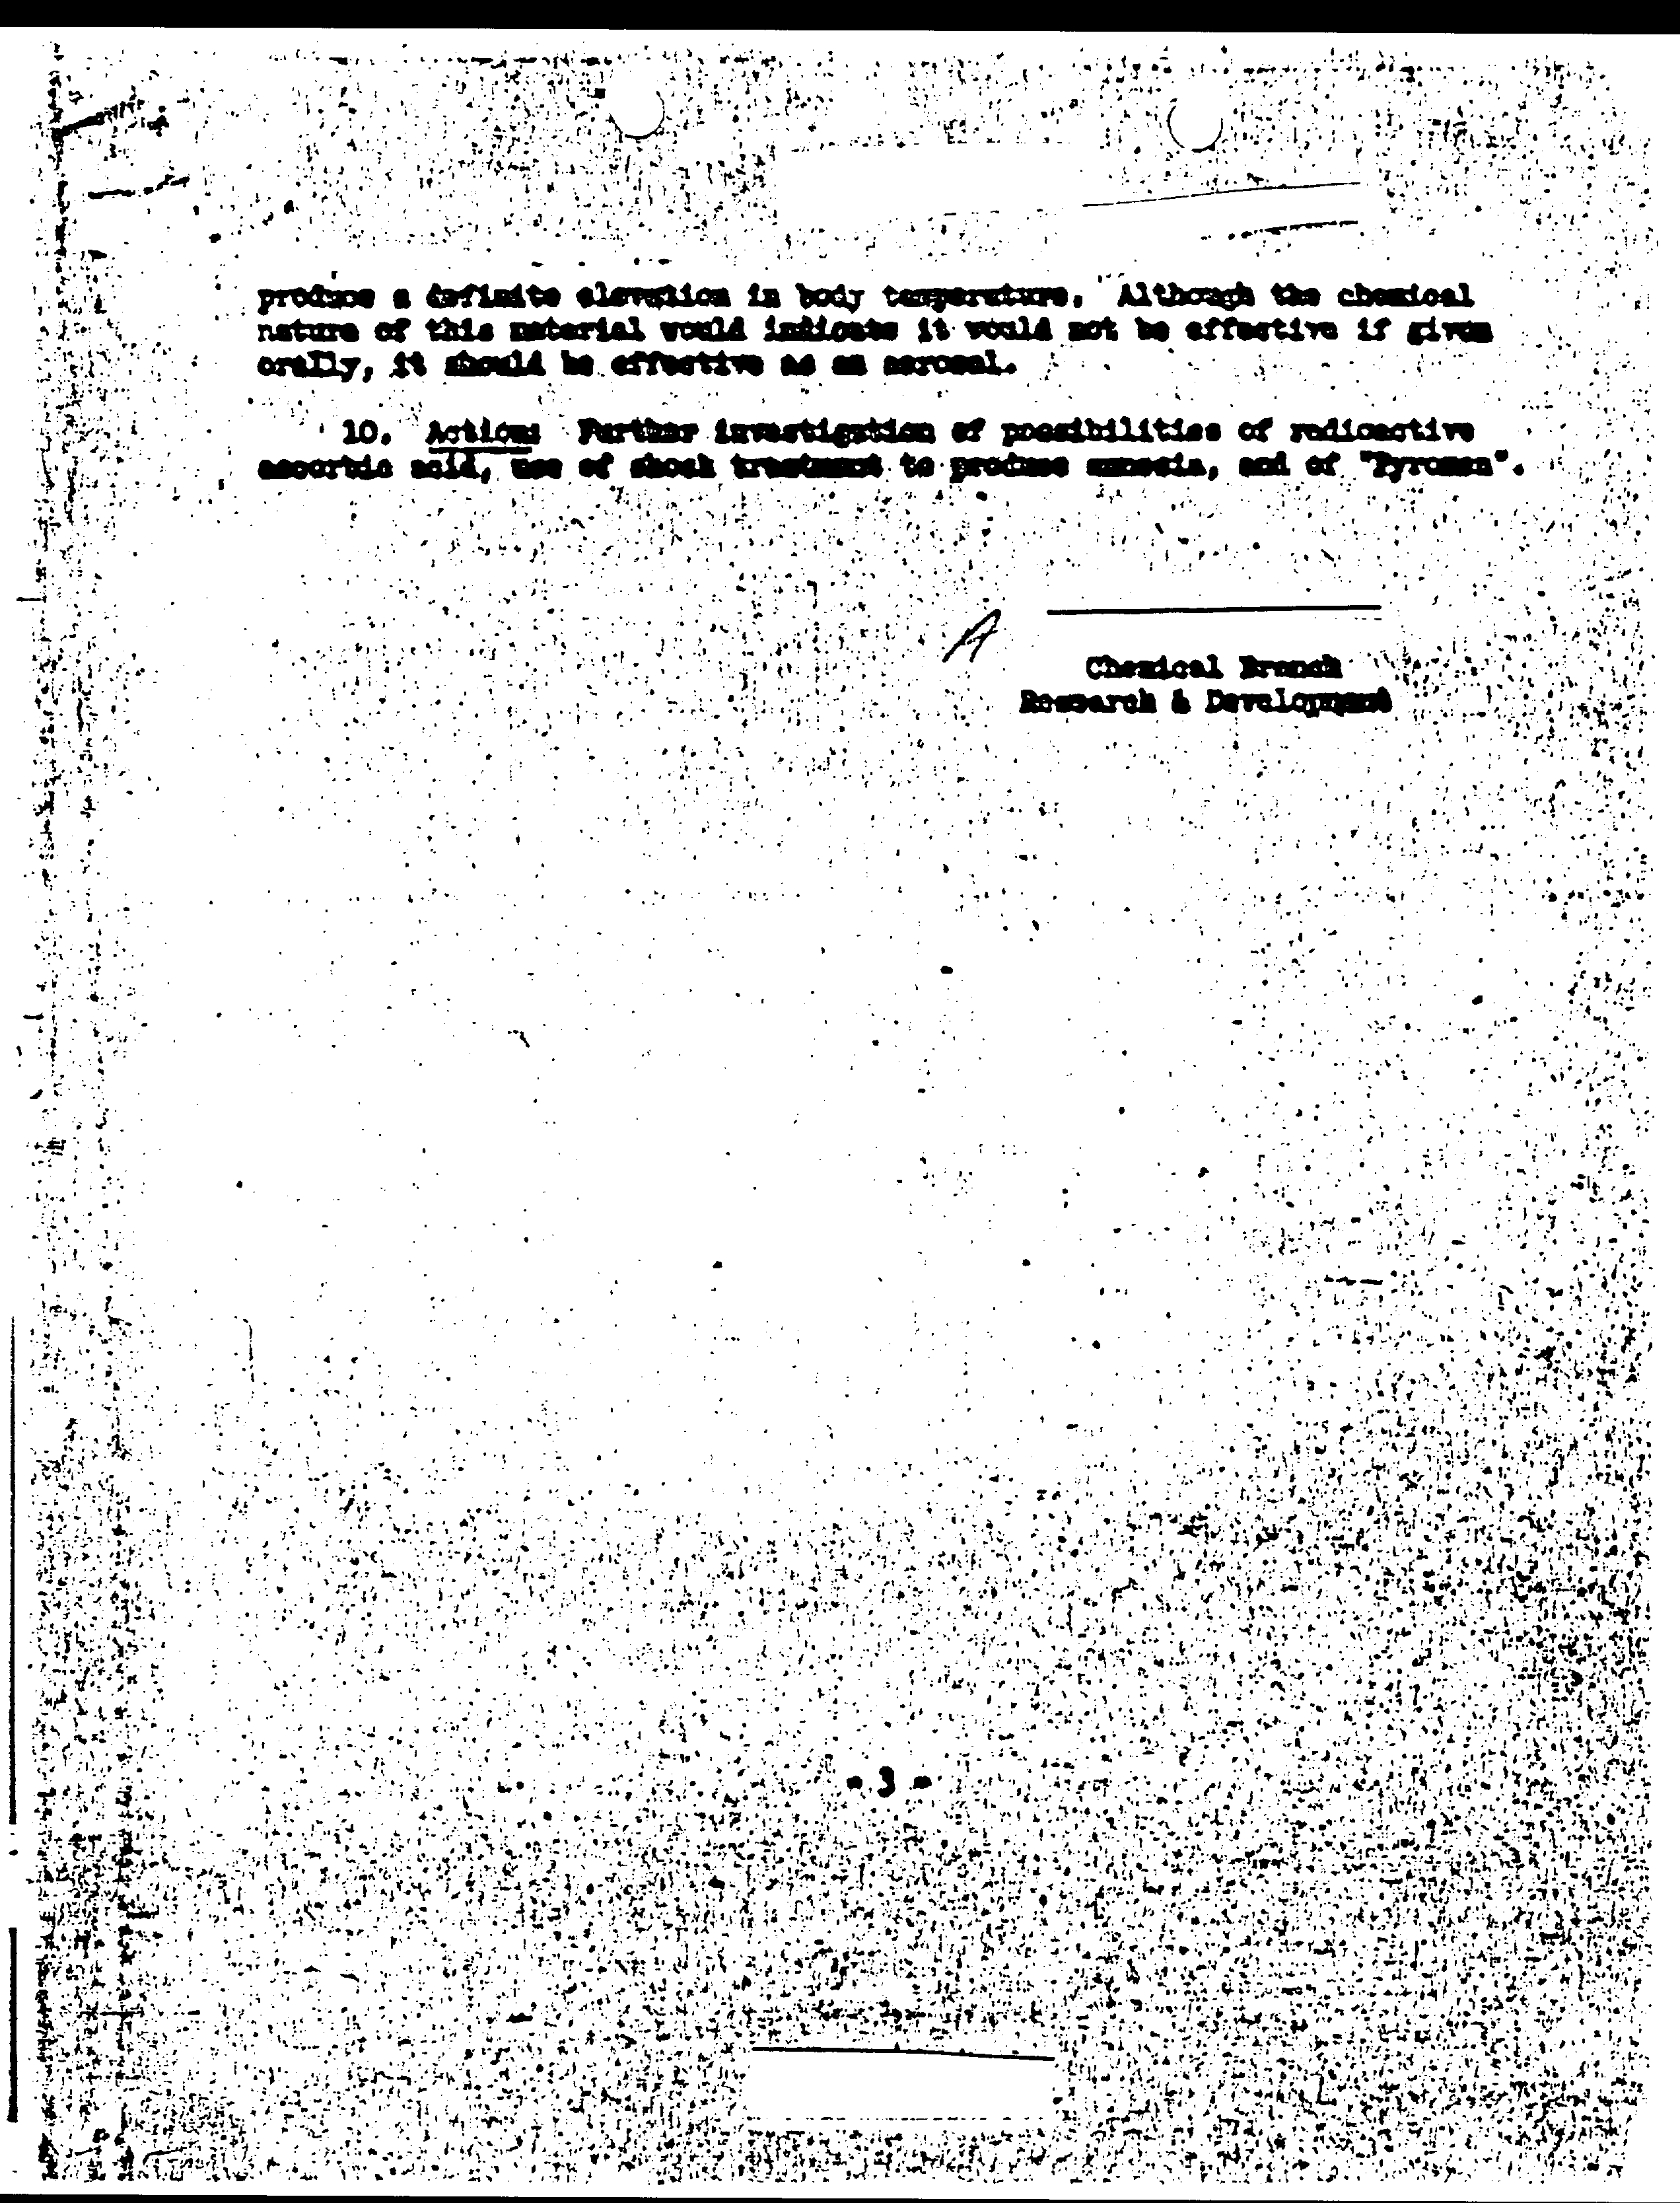 produce a definite elevation in body temperature. Although the chemical
nature of this material would indicate it would not be effective if given
orally, it should be effective as an aerosol.
10. Action: Further investigation of possibilities of radioactive
ascorbic acid, use of shock treatment to produce amnesia, and of "Pyromen".
A
Chemical Branch
Research & Development
- 3 -